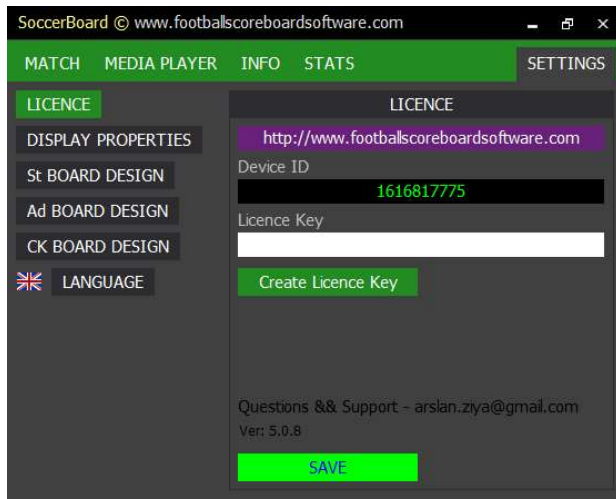 SoccerBoard © www.footballscoreboardsoftware.com
MATCH MEDIA PLAYER INFO STATS SETTINGS
LICENCE
DISPLAY PROPERTIES
St BOARD DESIGN
Ad BOARD DESIGN
CK BOARD DESIGN
LANGUAGE
LICENCE
http://www.footballscoreboardsoftware.com
Device ID
1616817775
Licence Key
Create Licence Key
Questions && Support - arslan.ziya@gmail.com
Ver: 5.0.8
SAVE